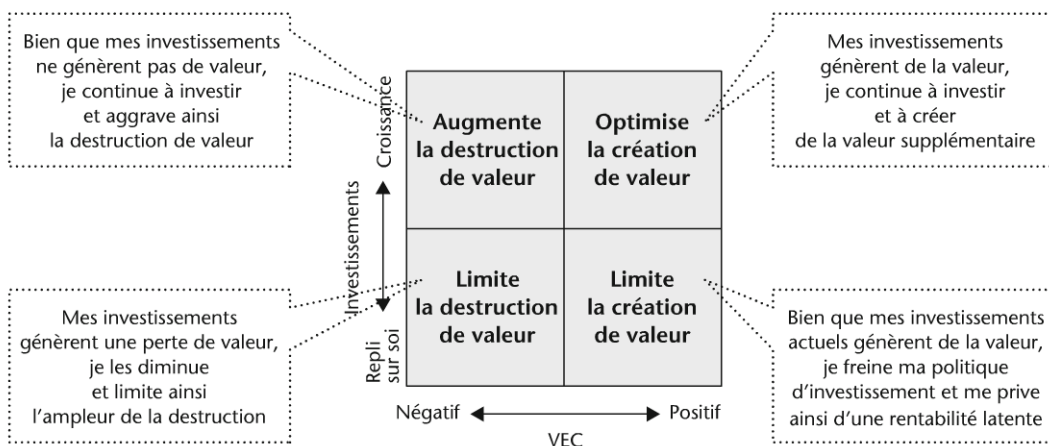 Bien que mes investissements
ne génèrent pas de valeur,
je continue à investir
et aggrave ainsi
la destruction de valeur
Mes investissements
génèrent de la valeur,
je continue à investir
et à créer
de la valeur supplémentaire
Croissance
Augmente
la destruction
de valeur
Optimise
la création
de valeur
Investissements
Limite
la destruction
de valeur
Limite
la création
de valeur
Repli
sur soi
Mes investissements
génèrent une perte de valeur,
je les diminue
et limite ainsi
l’ampleur de la destruction
Bien que mes investissements
actuels génèrent de la valeur,
je freine ma politique
d’investissement et me prive
ainsi d’une rentabilité latente
Négatif
Positif
VEC